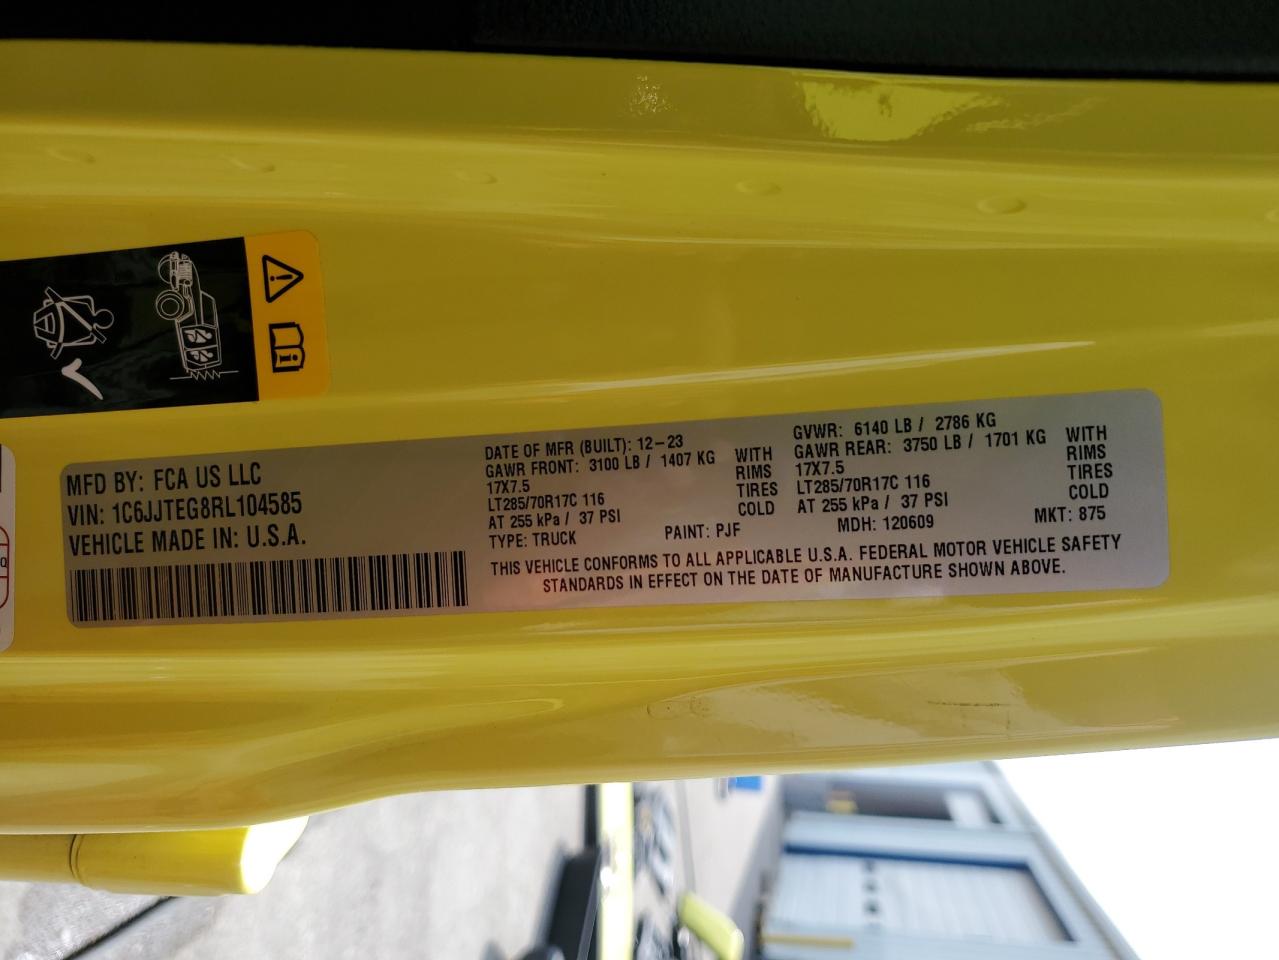 MFD BY: FCA US LLC
VIN: 1C6JJTEG8RL104585
VEHICLE MADE IN: U.S.A.
DATE OF MFR (BUILT): 12-23
GAWR FRONT: 3100 LB / 1407 KG WITH
17X7.5 RIMS
LT285/70R17C 116 TIRES
AT 255 kPa / 37 PSI COLD
TYPE: TRUCK PAINT: PJF
GVWR: 6140 LB / 2786 KG
GAWR REAR: 3750 LB / 1701 KG WITH
17X7.5 RIMS
LT285/70R17C 116 TIRES
AT 255 kPa / 37 PSI COLD
MDH: 120609 MKT: 875
THIS VEHICLE CONFORMS TO ALL APPLICABLE U.S.A. FEDERAL MOTOR VEHICLE SAFETY
STANDARDS IN EFFECT ON THE DATE OF MANUFACTURE SHOWN ABOVE.